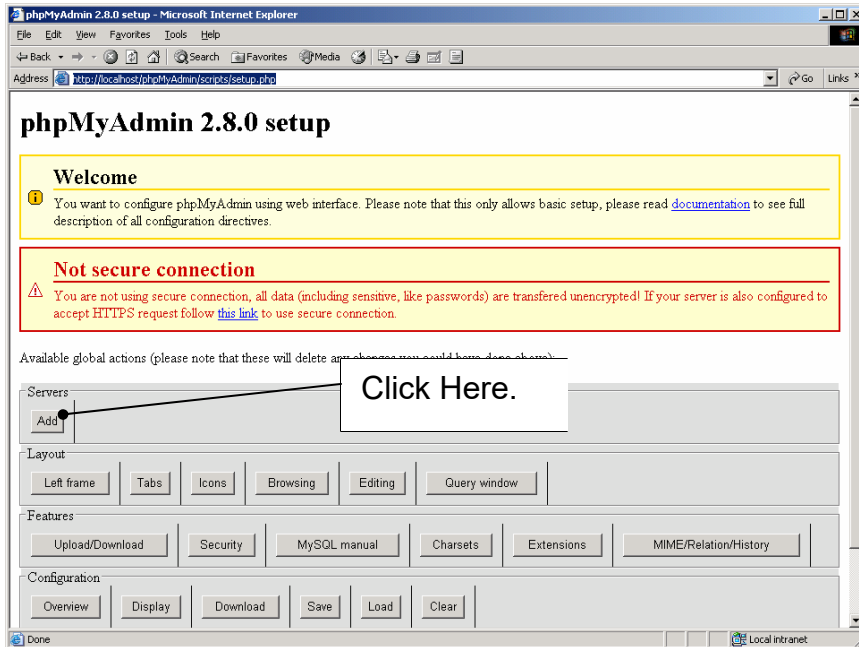 phpMyAdmin 2.8.0 setup - Microsoft Internet Explorer
File Edit View Favorites Tools Help
Back Search Favorites Media
Address http://localhost/phpMyAdmin/scripts/setup.php Go Links »
phpMyAdmin 2.8.0 setup
Welcome
You want to configure phpMyAdmin using web interface. Please note that this only allows basic setup, please read documentation to see full
description of all configuration directives.
Not secure connection
You are not using secure connection, all data (including sensitive, like passwords) are transfered unencrypted! If your server is also configured to
accept HTTPS request follow this link to use secure connection.
Available global actions (please note that these will delete any changes you could have done above):
Click Here.
Servers
Add
Layout
Left frame Tabs Icons Browsing Editing Query window
Features
Upload/Download Security MySQL manual Charsets Extensions MIME/Relation/History
Configuration
Overview Display Download Save Load Clear
Done Local intranet